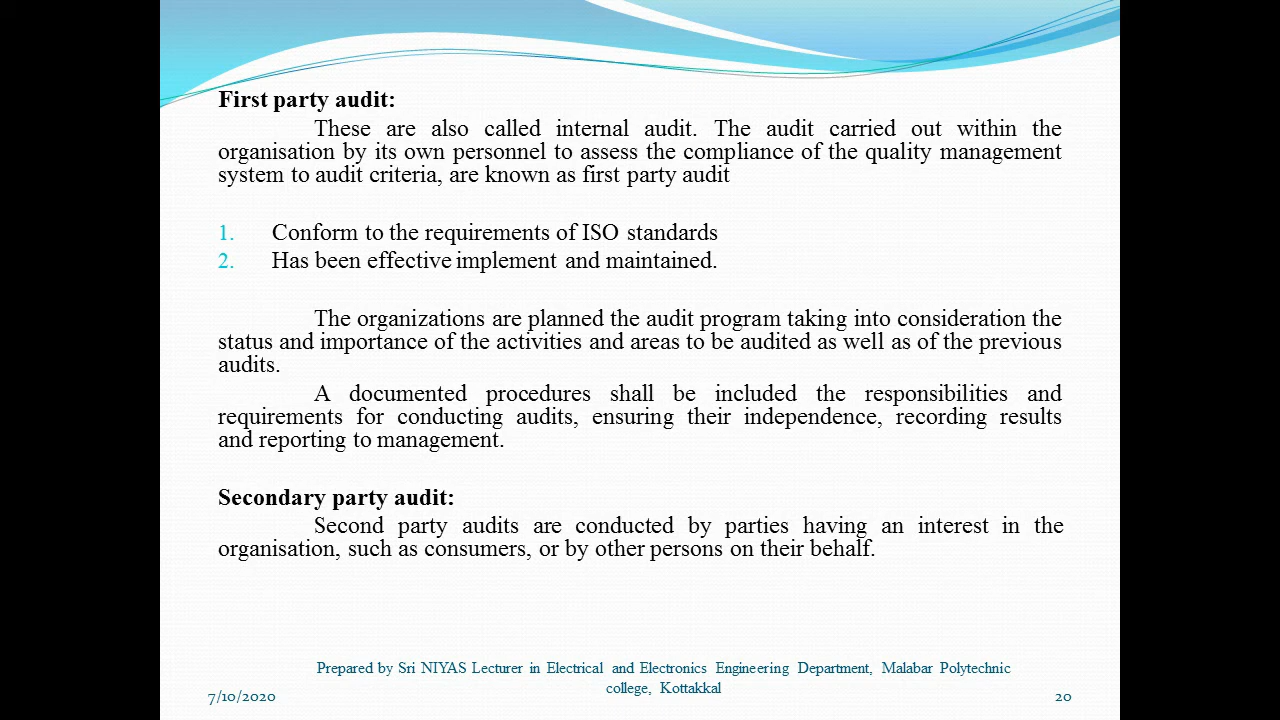 First party audit:
These are also called internal audit. The audit carried out within the
organisation by its own personnel to assess the compliance of the quality management
system to audit criteria, are known as first party audit
1. Conform to the requirements of ISO standards
2. Has been effective implement and maintained.
The organizations are planned the audit program taking into consideration the
status and importance of the activities and areas to be audited as well as of the previous
audits.
A documented procedures shall be included the responsibilities and
requirements for conducting audits, ensuring their independence, recording results
and reporting to management.
Secondary party audit:
Second party audits are conducted by parties having an interest in the
organisation, such as consumers, or by other persons on their behalf.
Prepared by Sri NIYAS Lecturer in Electrical and Electronics Engineering Department, Malabar Polytechnic
college, Kottakkal
7/10/2020
20